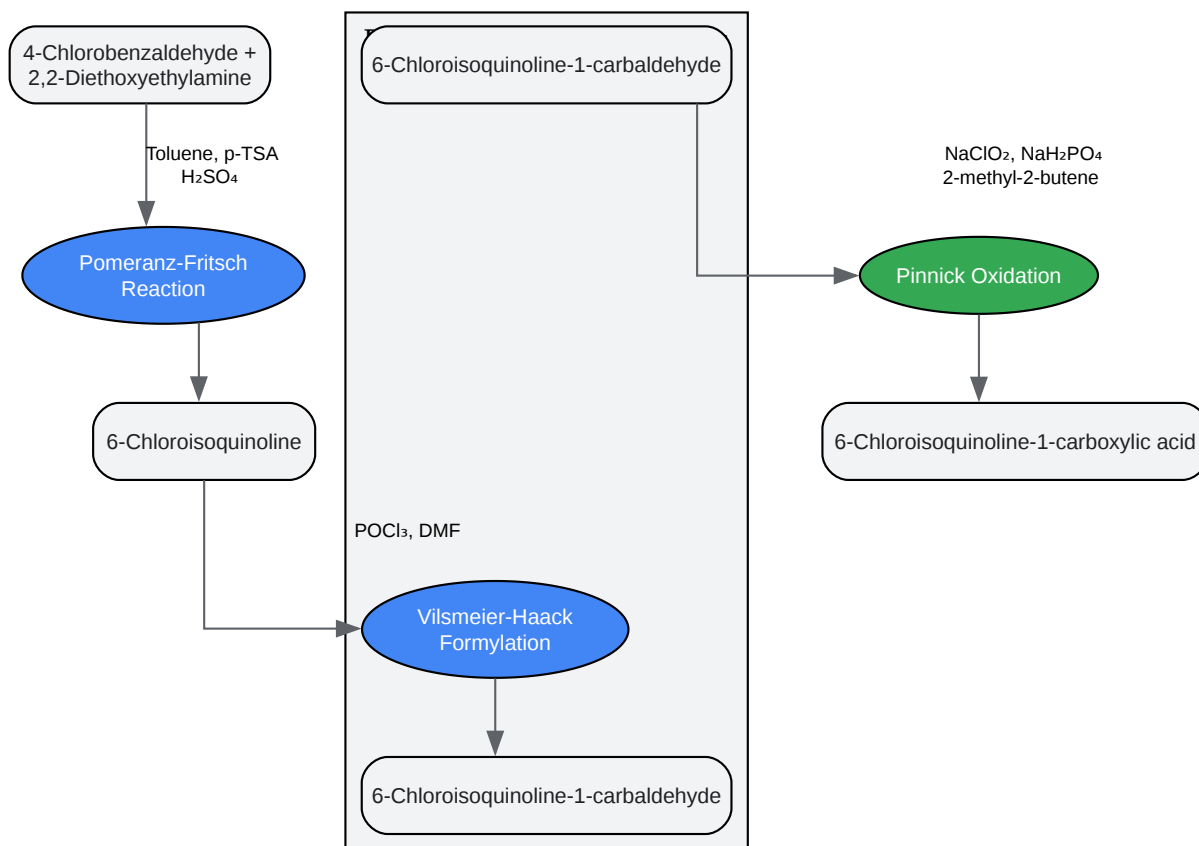 4-Chlorobenzaldehyde +
2,2-Diethoxyethylamine
Toluene, p-TSA
H₂SO₄
Pomeranz-Fritsch
Reaction
6-Chloroisoquinoline
POCl₃, DMF
Vilsmeier-Haack
Formylation
6-Chloroisoquinoline-1-carbaldehyde
6-Chloroisoquinoline-1-carbaldehyde
NaClO₂, NaH₂PO₄
2-methyl-2-butene
Pinnick Oxidation
6-Chloroisoquinoline-1-carboxylic acid